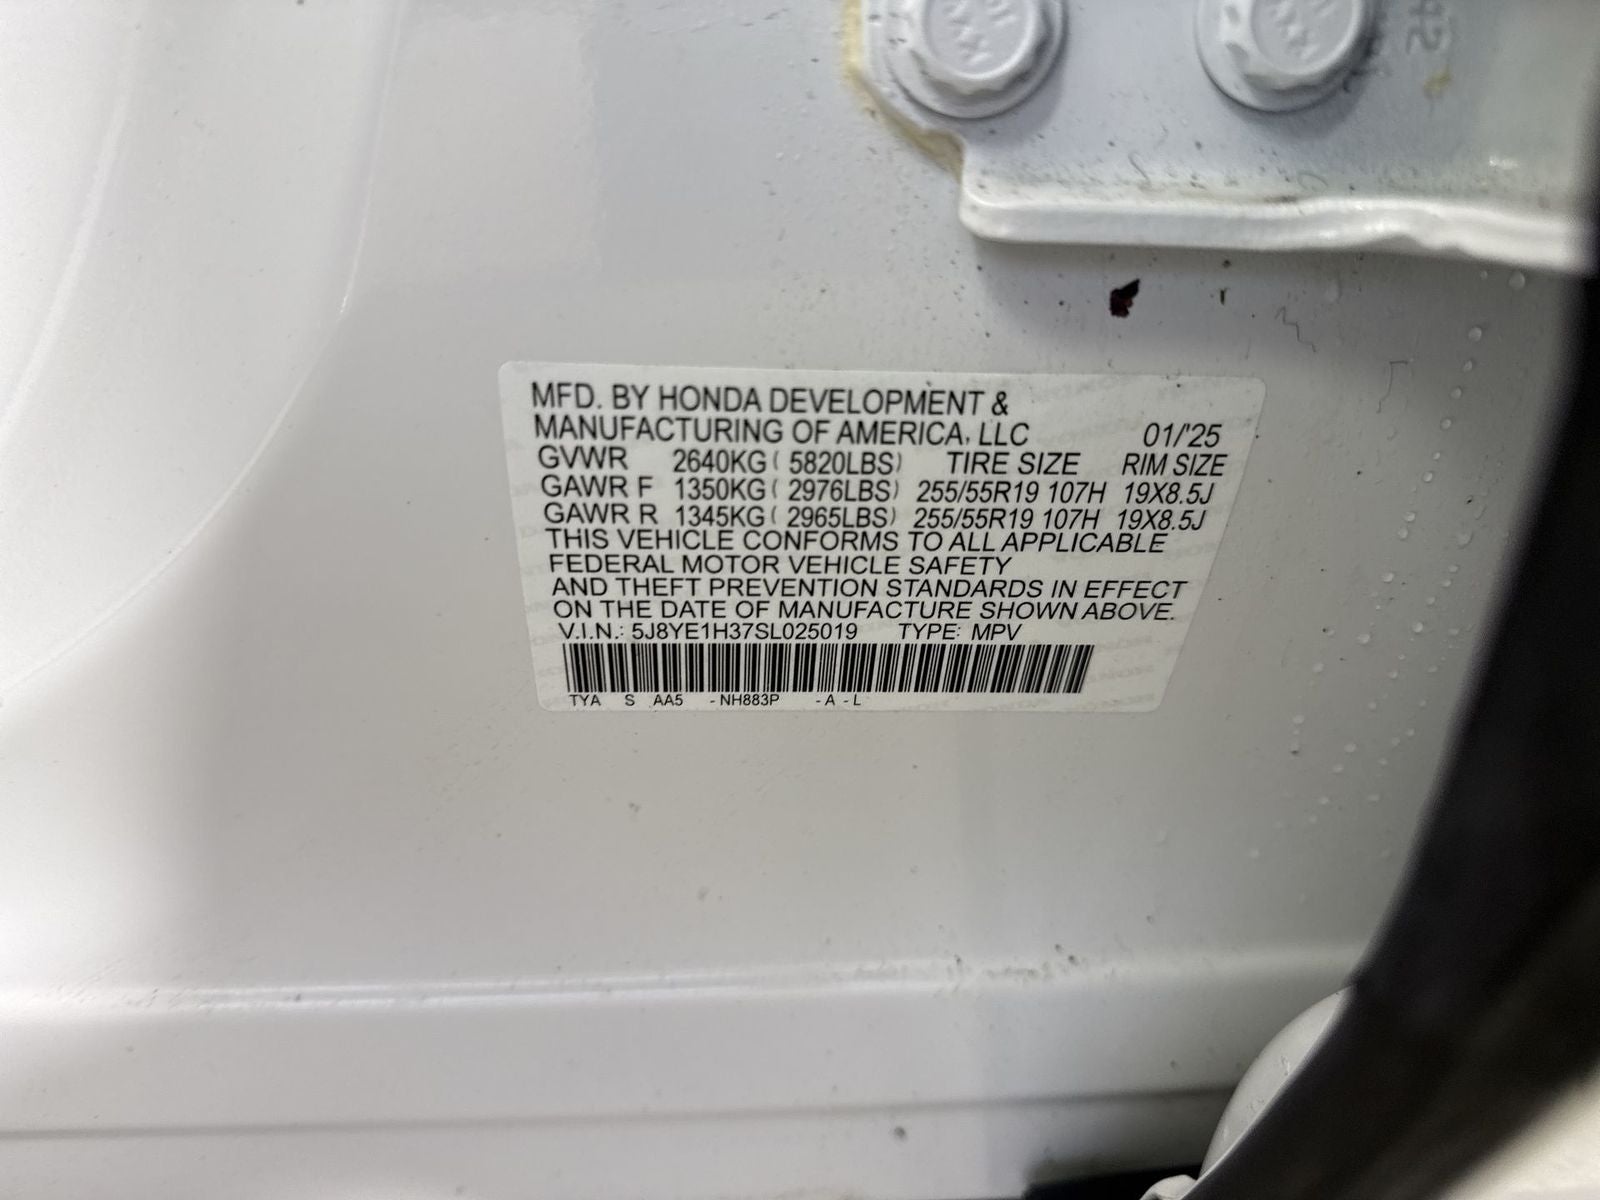 MFD. BY HONDA DEVELOPMENT &
MANUFACTURING OF AMERICA, LLC 01/'25
GVWR 2640KG ( 5820LBS) TIRE SIZE RIM SIZE
GAWR F 1350KG ( 2976LBS) 255/55R19 107H 19X8.5J
GAWR R 1345KG ( 2965LBS) 255/55R19 107H 19X8.5J
THIS VEHICLE CONFORMS TO ALL APPLICABLE
FEDERAL MOTOR VEHICLE SAFETY
AND THEFT PREVENTION STANDARDS IN EFFECT
ON THE DATE OF MANUFACTURE SHOWN ABOVE.
V.I.N.: 5J8YE1H37SL025019 TYPE: MPV
TYA S AA5 - NH883P - A - L